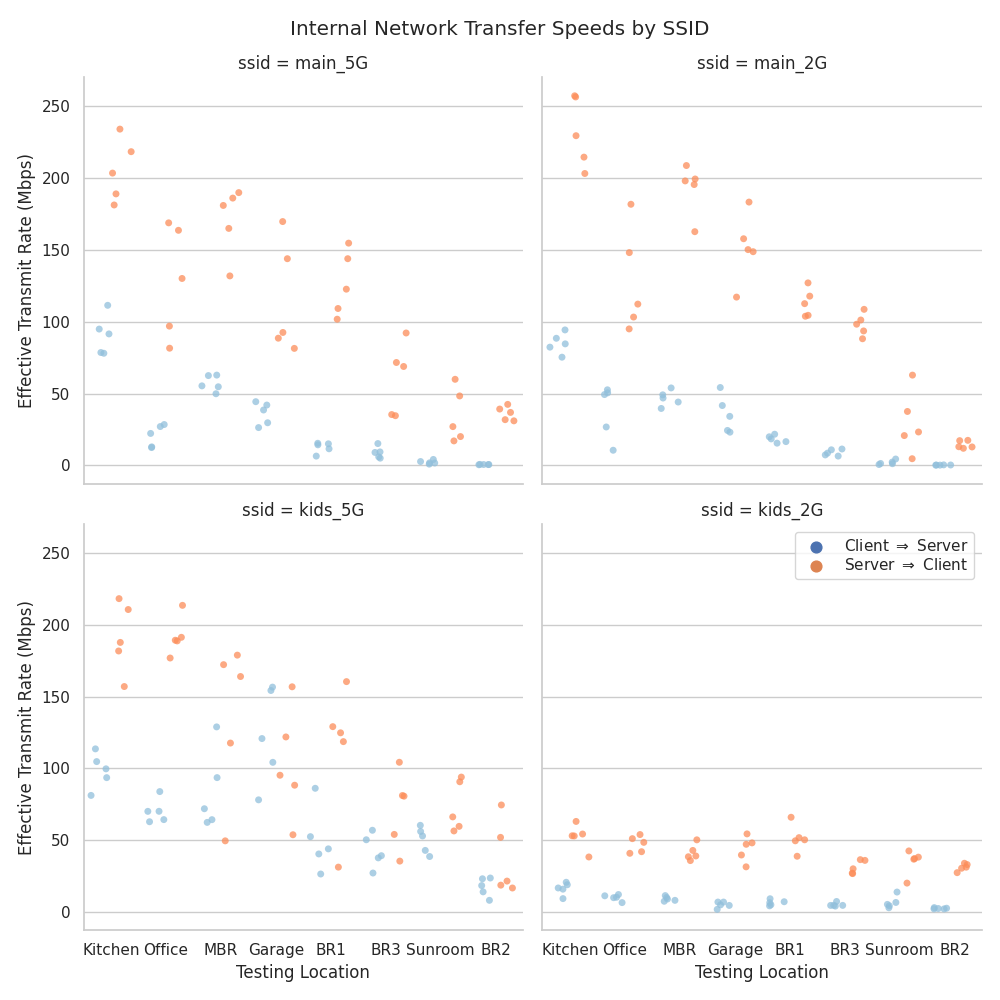 Internal Network Transfer Speeds by SSID
ssid = main_5G
ssid = main_2G
Effective Transmit Rate (Mbps)
250
200
150
100
50
0
ssid = kids_5G
ssid = kids_2G
Client ⇒ Server
Server ⇒ Client
Effective Transmit Rate (Mbps)
250
200
150
100
50
0
Kitchen Office MBR Garage BR1 BR3 Sunroom BR2
Kitchen Office MBR Garage BR1 BR3 Sunroom BR2
Testing Location
Testing Location